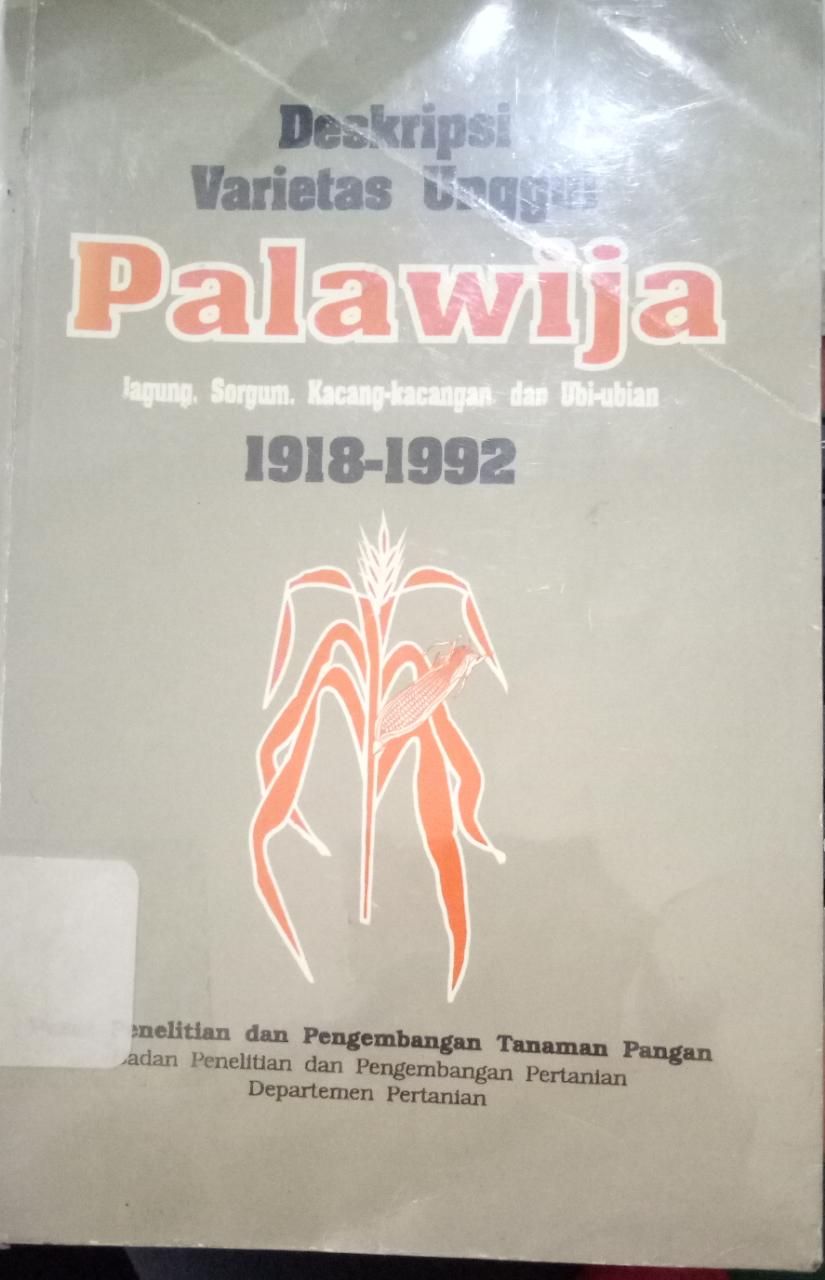 Deskripsi
Varietas Unggul
Palawija
Jagung, Sorgum, Kacang-kacangan, dan Ubi-ubian
1918-1992
Penelitian dan Pengembangan Tanaman Pangan
Badan Penelitian dan Pengembangan Pertanian
Departemen Pertanian